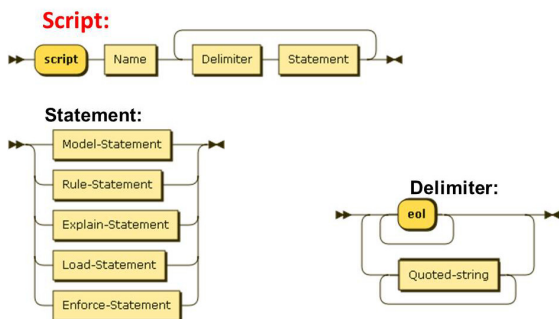 Script:
script Name Delimiter Statement
Statement:
Model-Statement
Rule-Statement
Explain-Statement
Load-Statement
Enforce-Statement
Delimiter:
eol
Quoted-string